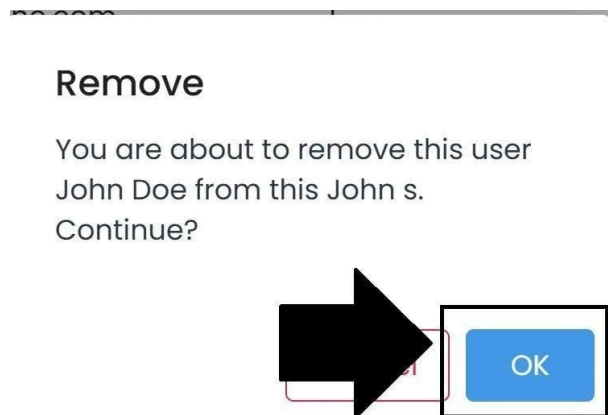 Remove
You are about to remove this user
John Doe from this John s.
Continue?
OK